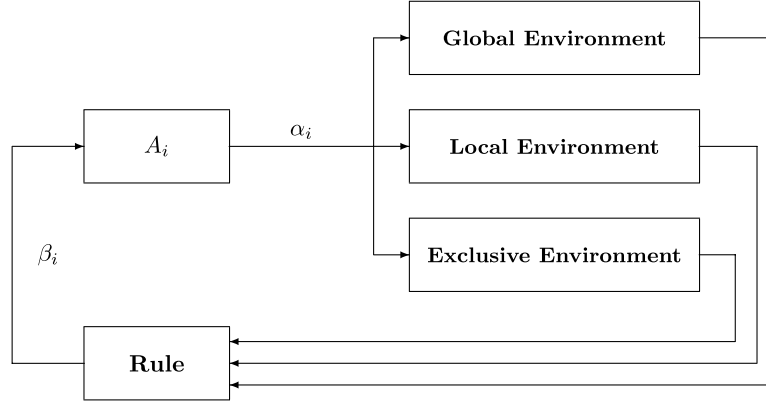 Global Environment
A_i
α_i
Local Environment
β_i
Exclusive Environment
Rule